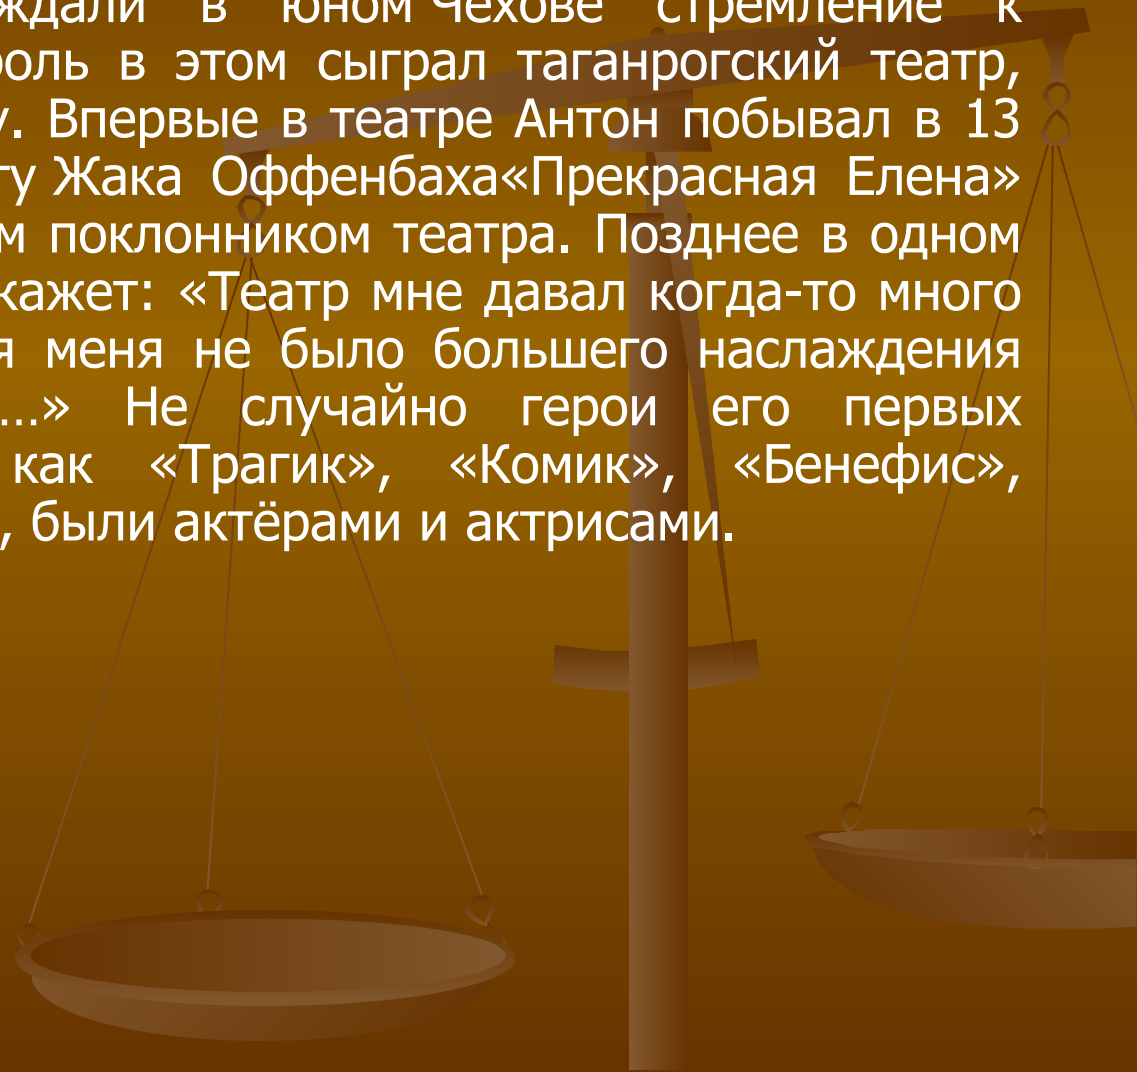 ждали в юном Чехове стремление к
роль в этом сыграл таганрогский театр,
у. Впервые в театре Антон побывал в 13
гу Жака Оффенбаха«Прекрасная Елена»
м поклонником театра. Позднее в одном
кажет: «Театр мне давал когда-то много
я меня не было большего наслаждения
…» Не случайно герои его первых
как «Трагик», «Комик», «Бенефис»,
, были актёрами и актрисами.